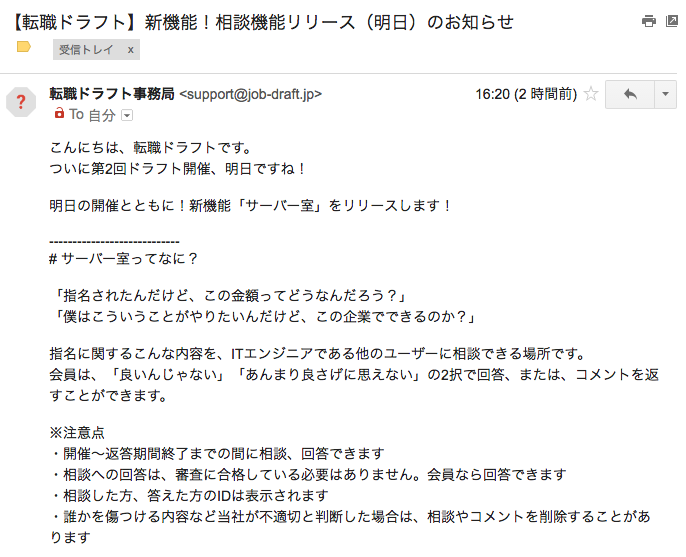 【転職ドラフト】新機能！相談機能リリース（明日）のお知らせ
受信トレイ x
転職ドラフト事務局 <support@job-draft.jp> 16:20 (2 時間前)
To 自分
こんにちは、転職ドラフトです。
ついに第2回ドラフト開催、明日ですね！
明日の開催とともに！新機能「サーバー室」をリリースします！
----------------------------
# サーバー室ってなに？
「指名されたんだけど、この金額ってどうなんだろう？」
「僕はこういうことがやりたいんだけど、この企業でできるのか？」
指名に関するこんな内容を、ITエンジニアである他のユーザーに相談できる場所です。
会員は、「良いんじゃない」「あんまり良さげに思えない」の2択で回答、または、コメントを返
すことができます。
※注意点
・開催〜返答期間終了までの間に相談、回答できます
・相談への回答は、審査に合格している必要はありません。会員なら回答できます
・相談した方、答えた方のIDは表示されます
・誰かを傷つける内容など当社が不適切と判断した場合は、相談やコメントを削除することがあ
ります